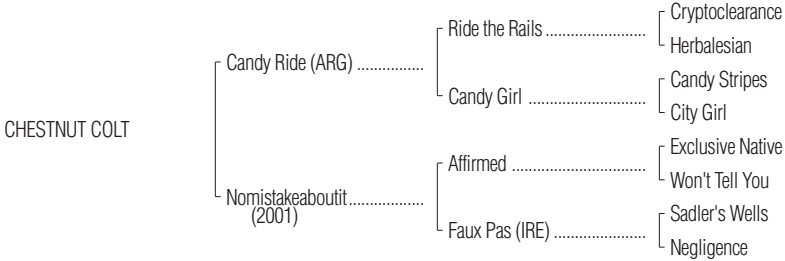 Cryptoclearance
Ride the Rails .........................
Herbalesian
Candy Ride (ARG) ................
Candy Stripes
Candy Girl .............................
City Girl
CHESTNUT COLT
Exclusive Native
Affirmed .................................
Won't Tell You
Nomistakeaboutit..................
(2001)
Sadler's Wells
Faux Pas (IRE) .......................
Negligence